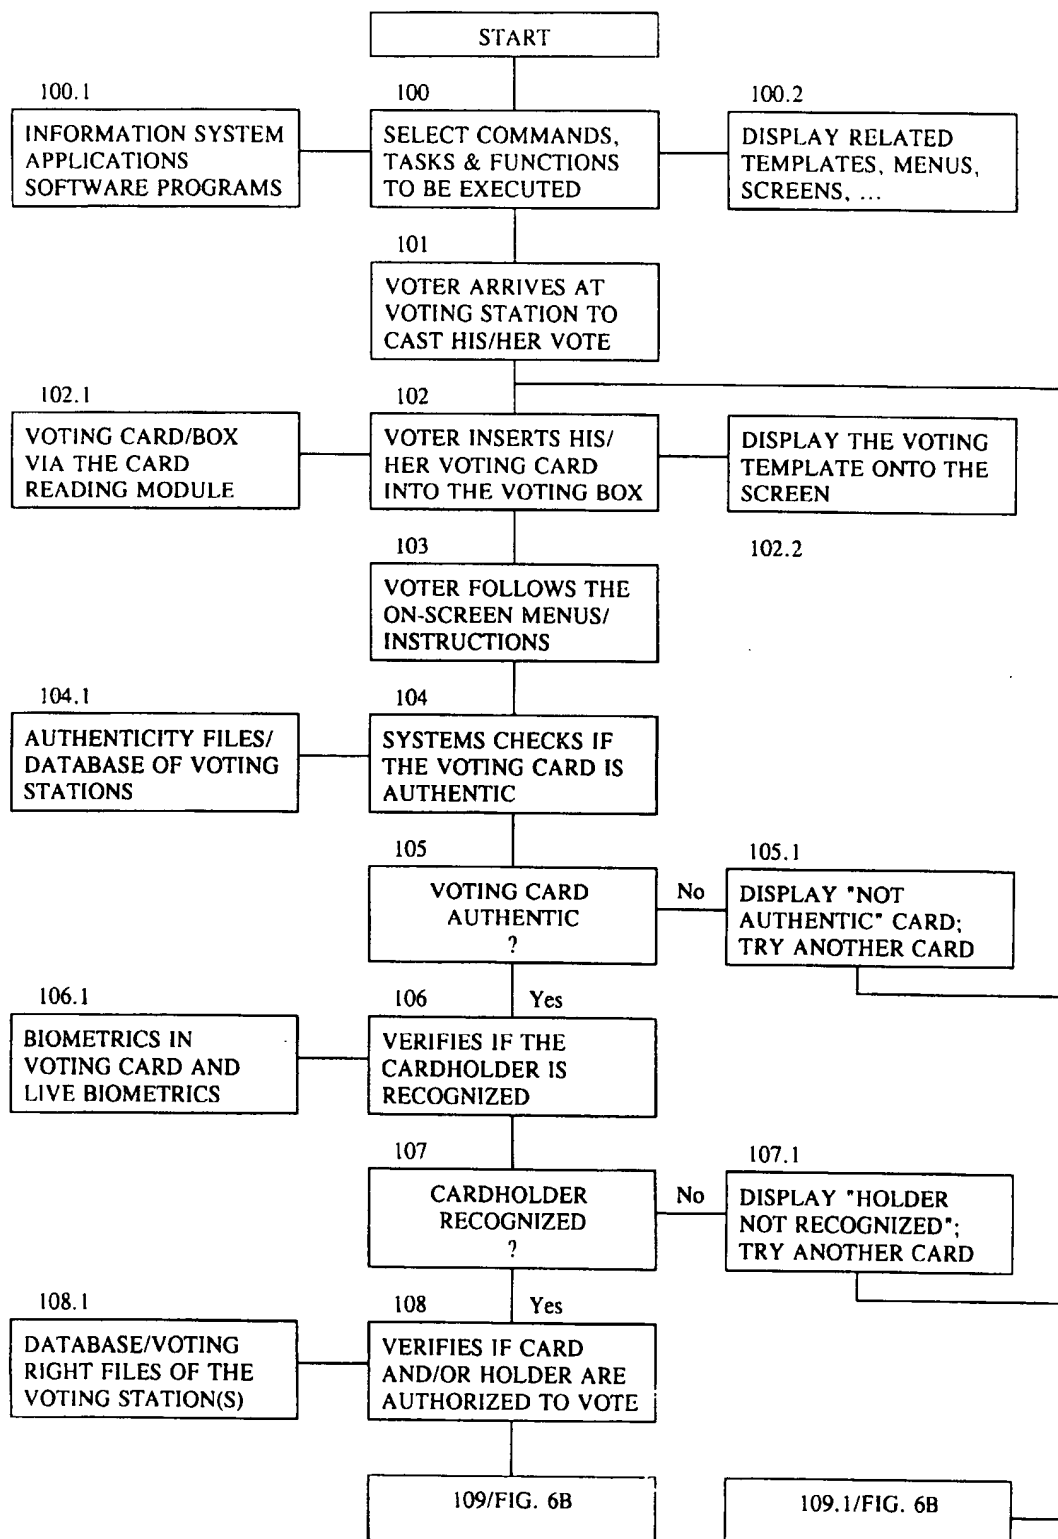 START
100.1
INFORMATION SYSTEM
APPLICATIONS
SOFTWARE PROGRAMS
100
SELECT COMMANDS,
TASKS & FUNCTIONS
TO BE EXECUTED
100.2
DISPLAY RELATED
TEMPLATES, MENUS,
SCREENS, ...
101
VOTER ARRIVES AT
VOTING STATION TO
CAST HIS/HER VOTE
102.1
VOTING CARD/BOX
VIA THE CARD
READING MODULE
102
VOTER INSERTS HIS/
HER VOTING CARD
INTO THE VOTING BOX
DISPLAY THE VOTING
TEMPLATE ONTO THE
SCREEN
102.2
103
VOTER FOLLOWS THE
ON-SCREEN MENUS/
INSTRUCTIONS
104.1
AUTHENTICITY FILES/
DATABASE OF VOTING
STATIONS
104
SYSTEMS CHECKS IF
THE VOTING CARD IS
AUTHENTIC
105
VOTING CARD
AUTHENTIC
?
No
105.1
DISPLAY "NOT
AUTHENTIC" CARD;
TRY ANOTHER CARD
Yes
106.1
BIOMETRICS IN
VOTING CARD AND
LIVE BIOMETRICS
106
VERIFIES IF THE
CARDHOLDER IS
RECOGNIZED
107
CARDHOLDER
RECOGNIZED
?
No
107.1
DISPLAY "HOLDER
NOT RECOGNIZED";
TRY ANOTHER CARD
Yes
108.1
DATABASE/VOTING
RIGHT FILES OF THE
VOTING STATION(S)
108
VERIFIES IF CARD
AND/OR HOLDER ARE
AUTHORIZED TO VOTE
109/FIG. 6B
109.1/FIG. 6B